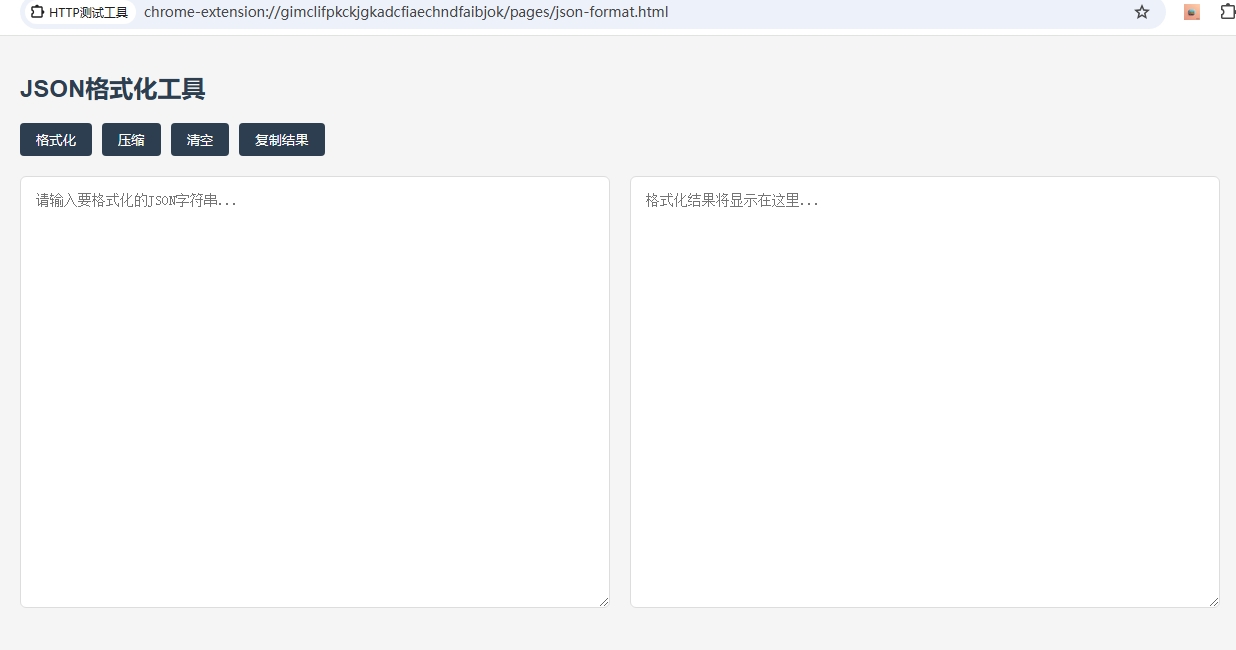 HTTP测试工具 chrome-extension://gimclifpkckjgkadcfiaechndfaibjok/pages/json-format.html
JSON格式化工具
格式化 压缩 清空 复制结果
请输入要格式化的JSON字符串...
格式化结果将显示在这里...